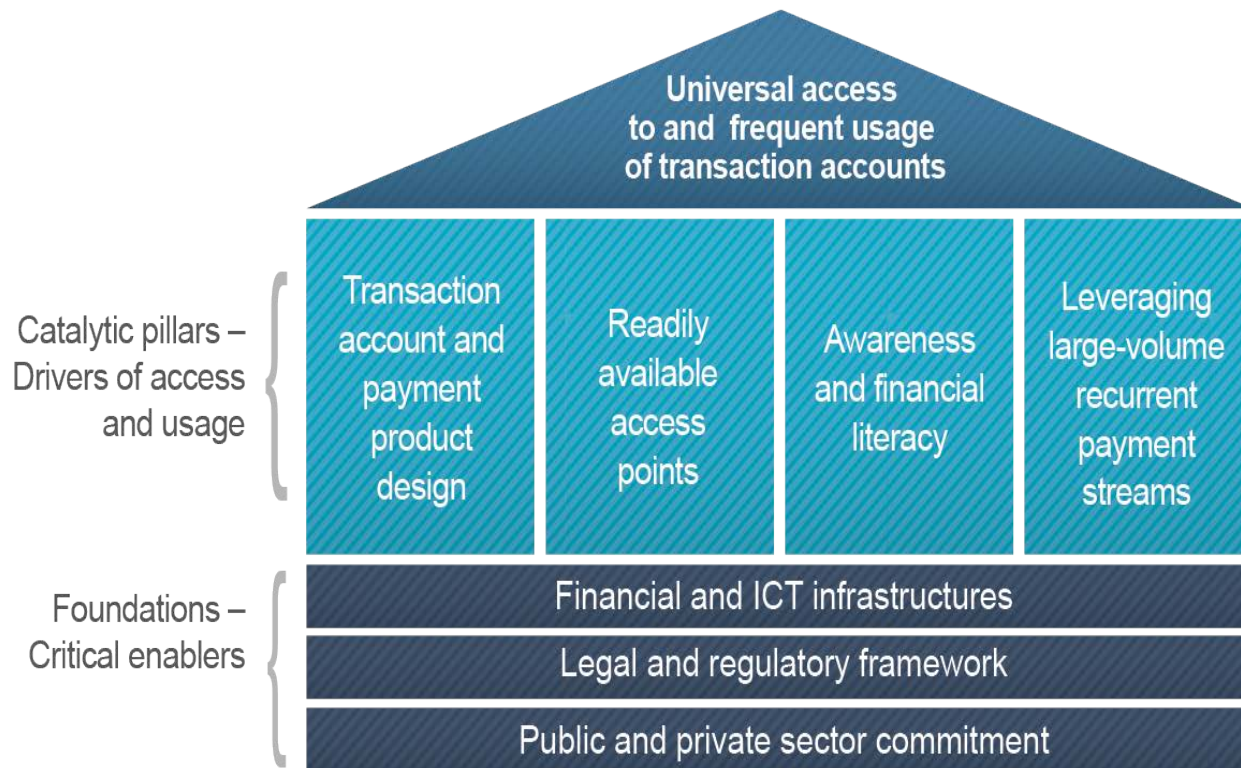 Universal access
to and frequent usage
of transaction accounts
Catalytic pillars –
Drivers of access
and usage
Transaction
account and
payment
product
design
Readily
available
access
points
Awareness
and financial
literacy
Leveraging
large-volume
recurrent
payment
streams
Foundations –
Critical enablers
Financial and ICT infrastructures
Legal and regulatory framework
Public and private sector commitment